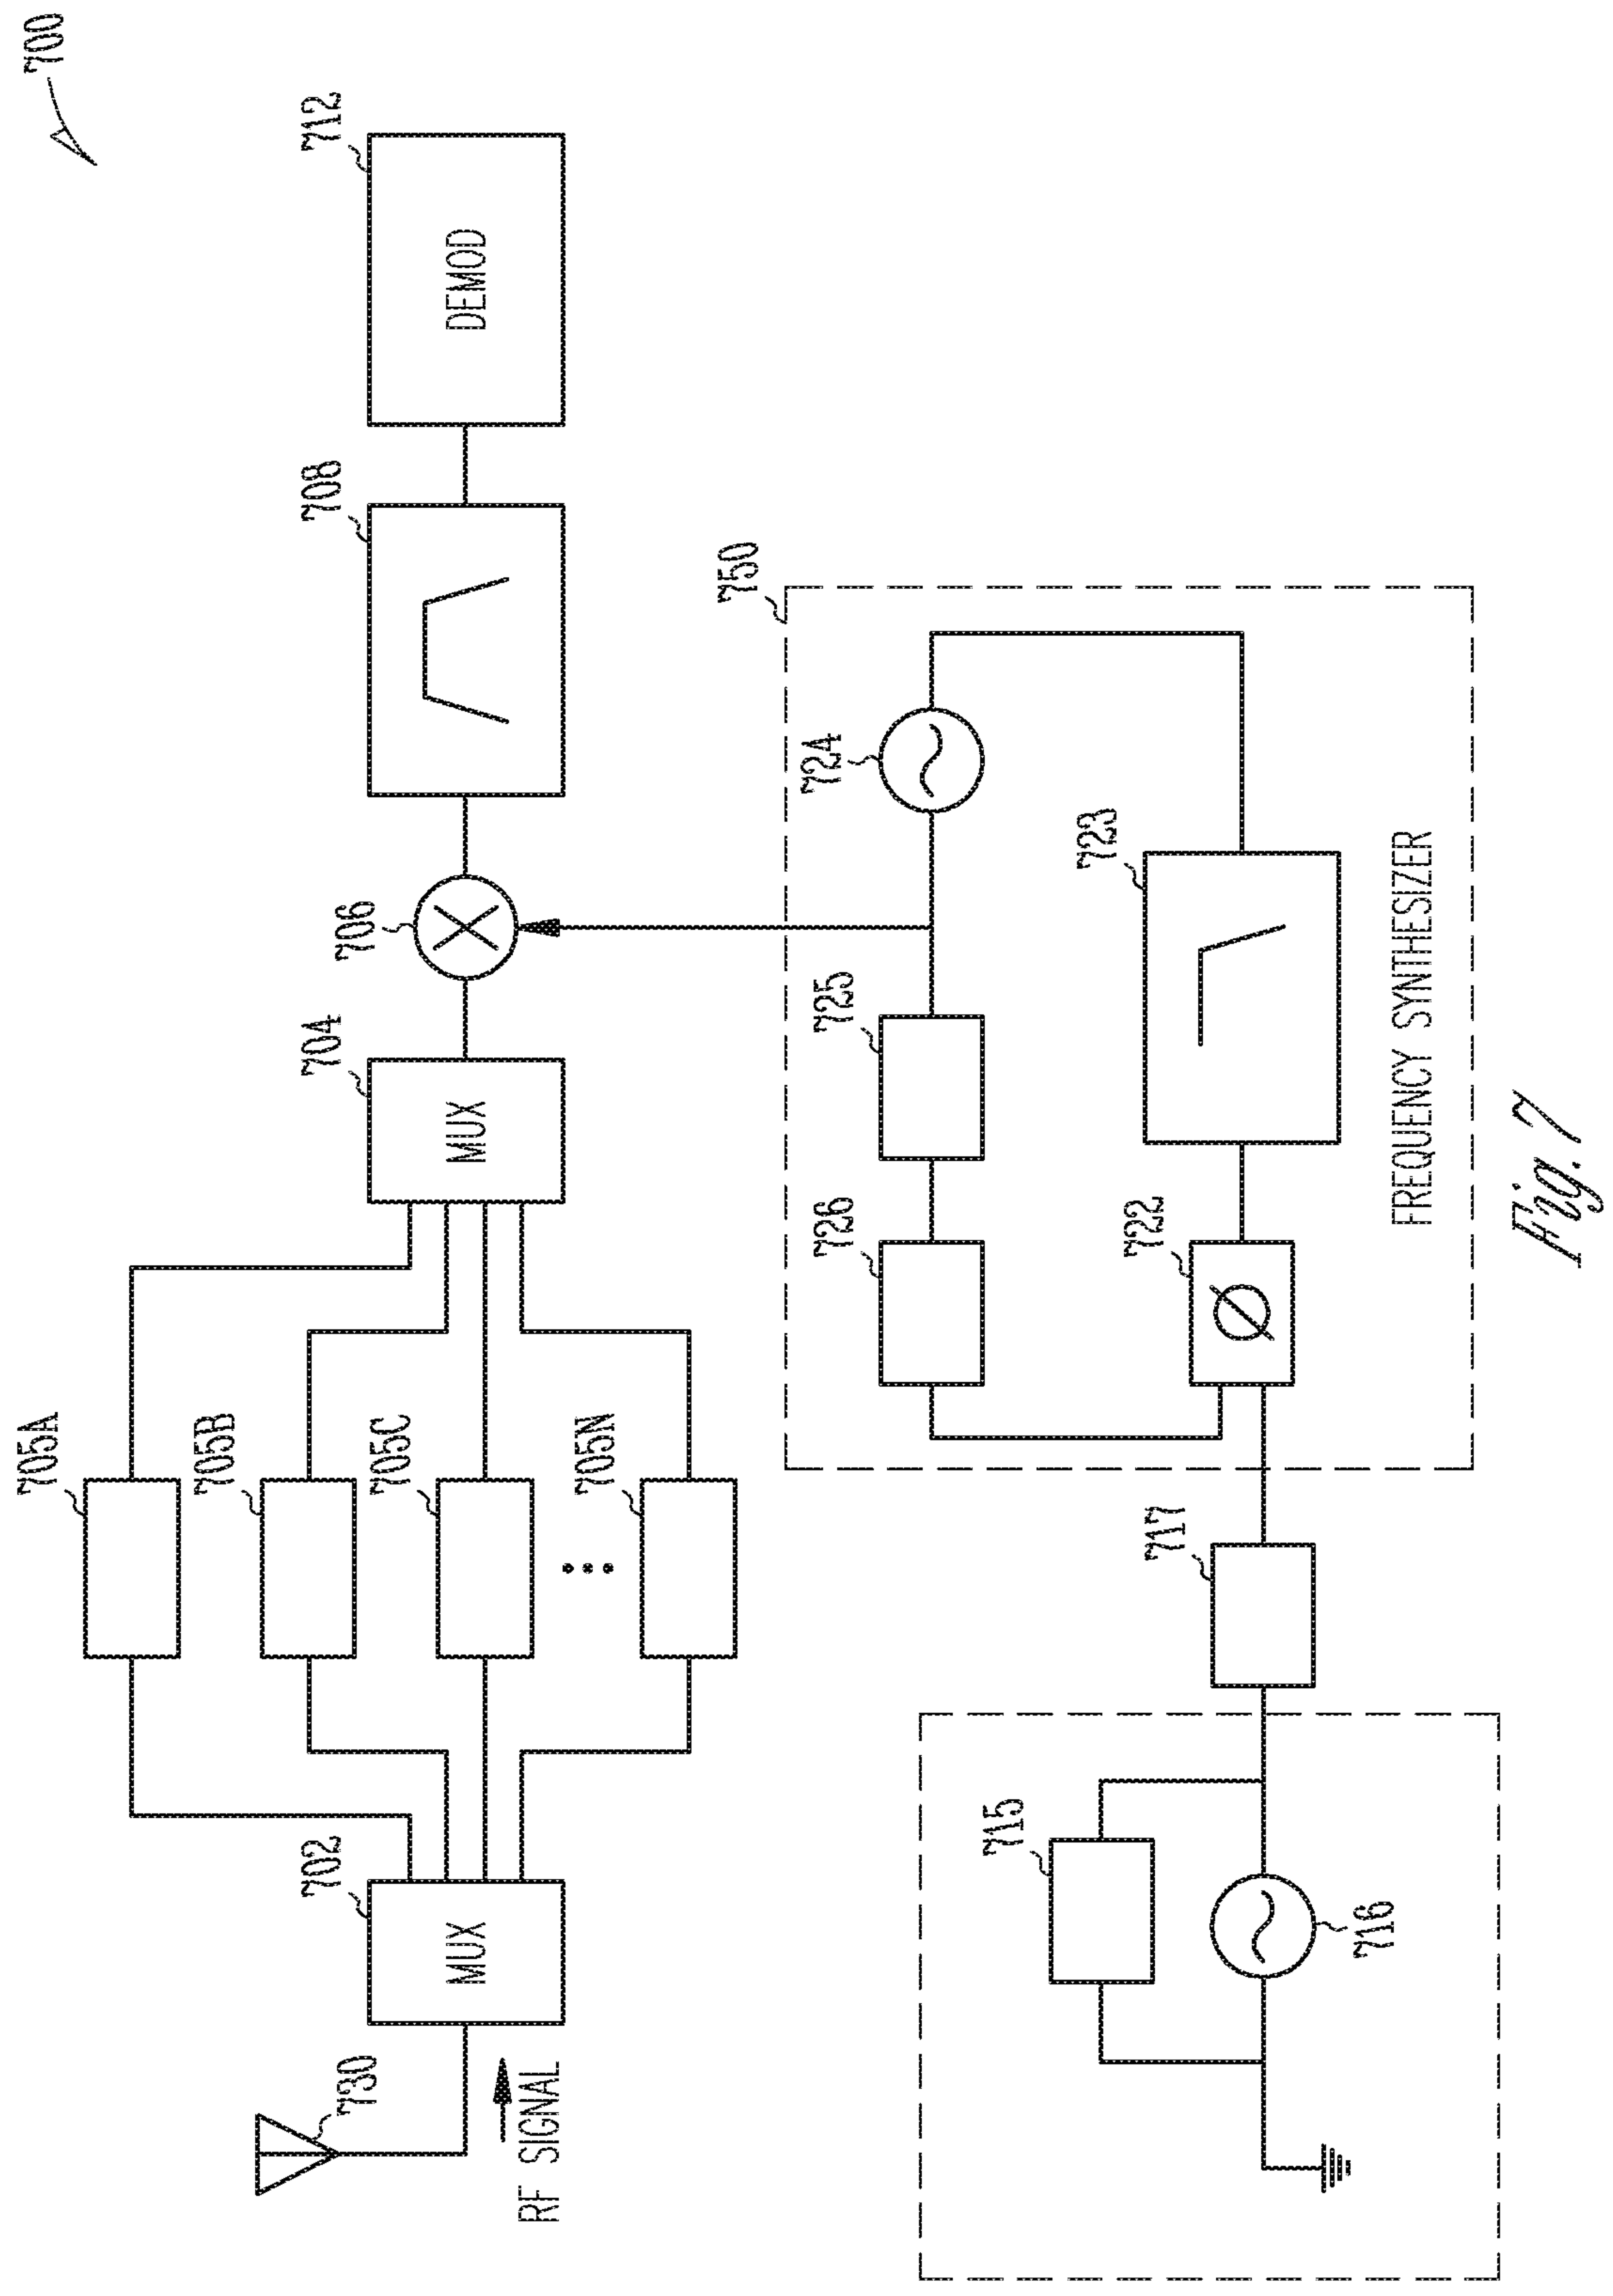 700
705A
705B
705C
705N
702
MUX
704
MUX
706
708
712
DEMOD
730
RF SIGNAL
750
724
725
726
723
722
FREQUENCY SYNTHESIZER
717
715
716
Fig. 7